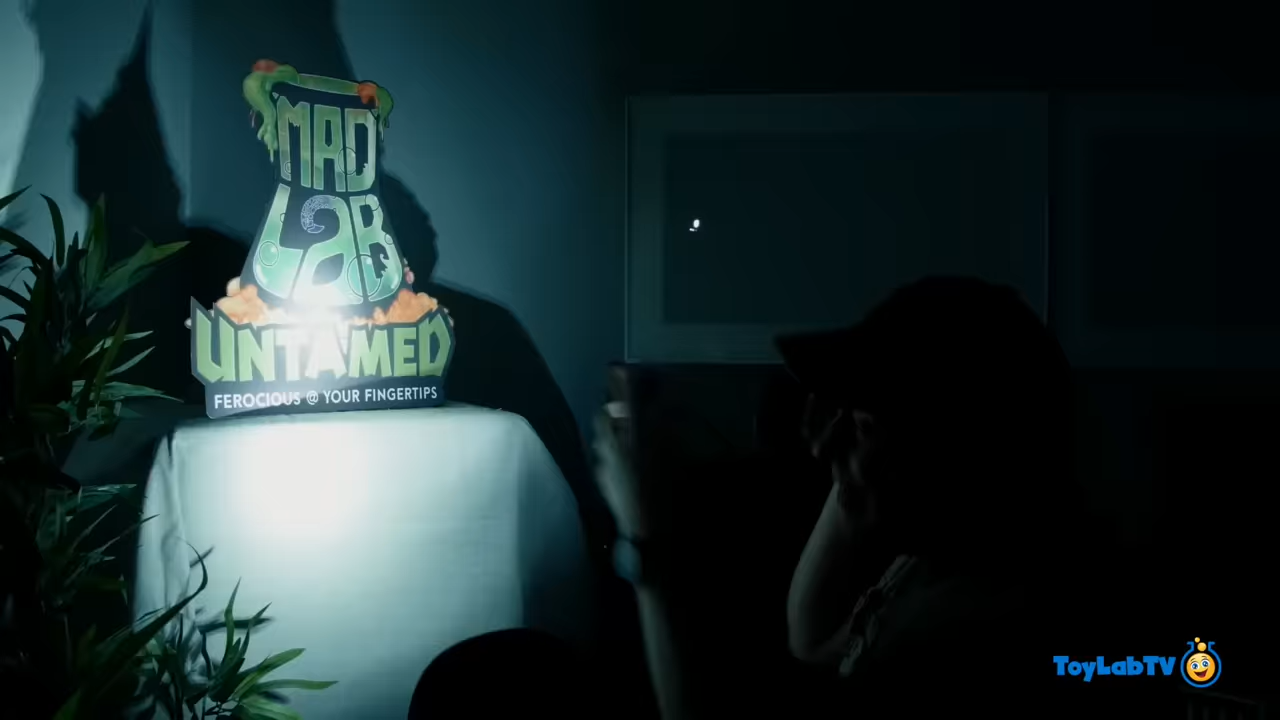 MAD
LAB
UNTAMED
FEROCIOUS @ YOUR FINGERTIPS
ToyLabTV